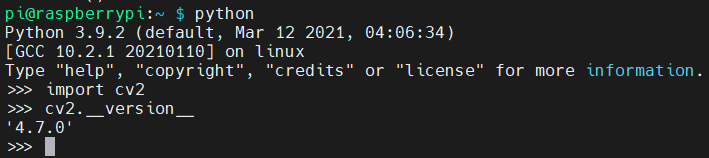 pi@raspberrypi:~ $ python
Python 3.9.2 (default, Mar 12 2021, 04:06:34)
[GCC 10.2.1 20210110] on linux
Type "help", "copyright", "credits" or "license" for more information.
>>> import cv2
>>> cv2.__version__
'4.7.0'
>>>